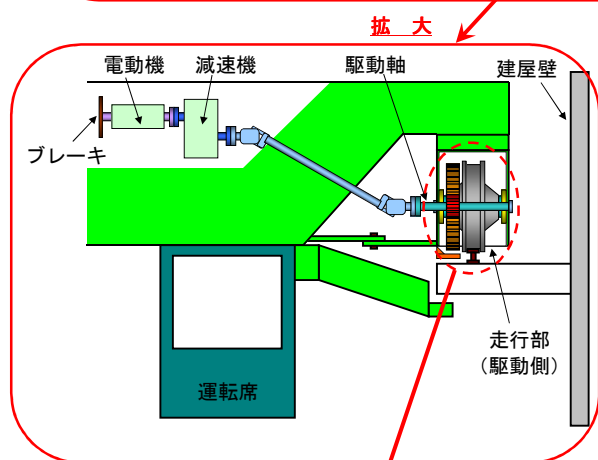 拡 大
電動機
減速機
駆動軸
建屋壁
ブレーキ
走行部
（駆動側）
運転席